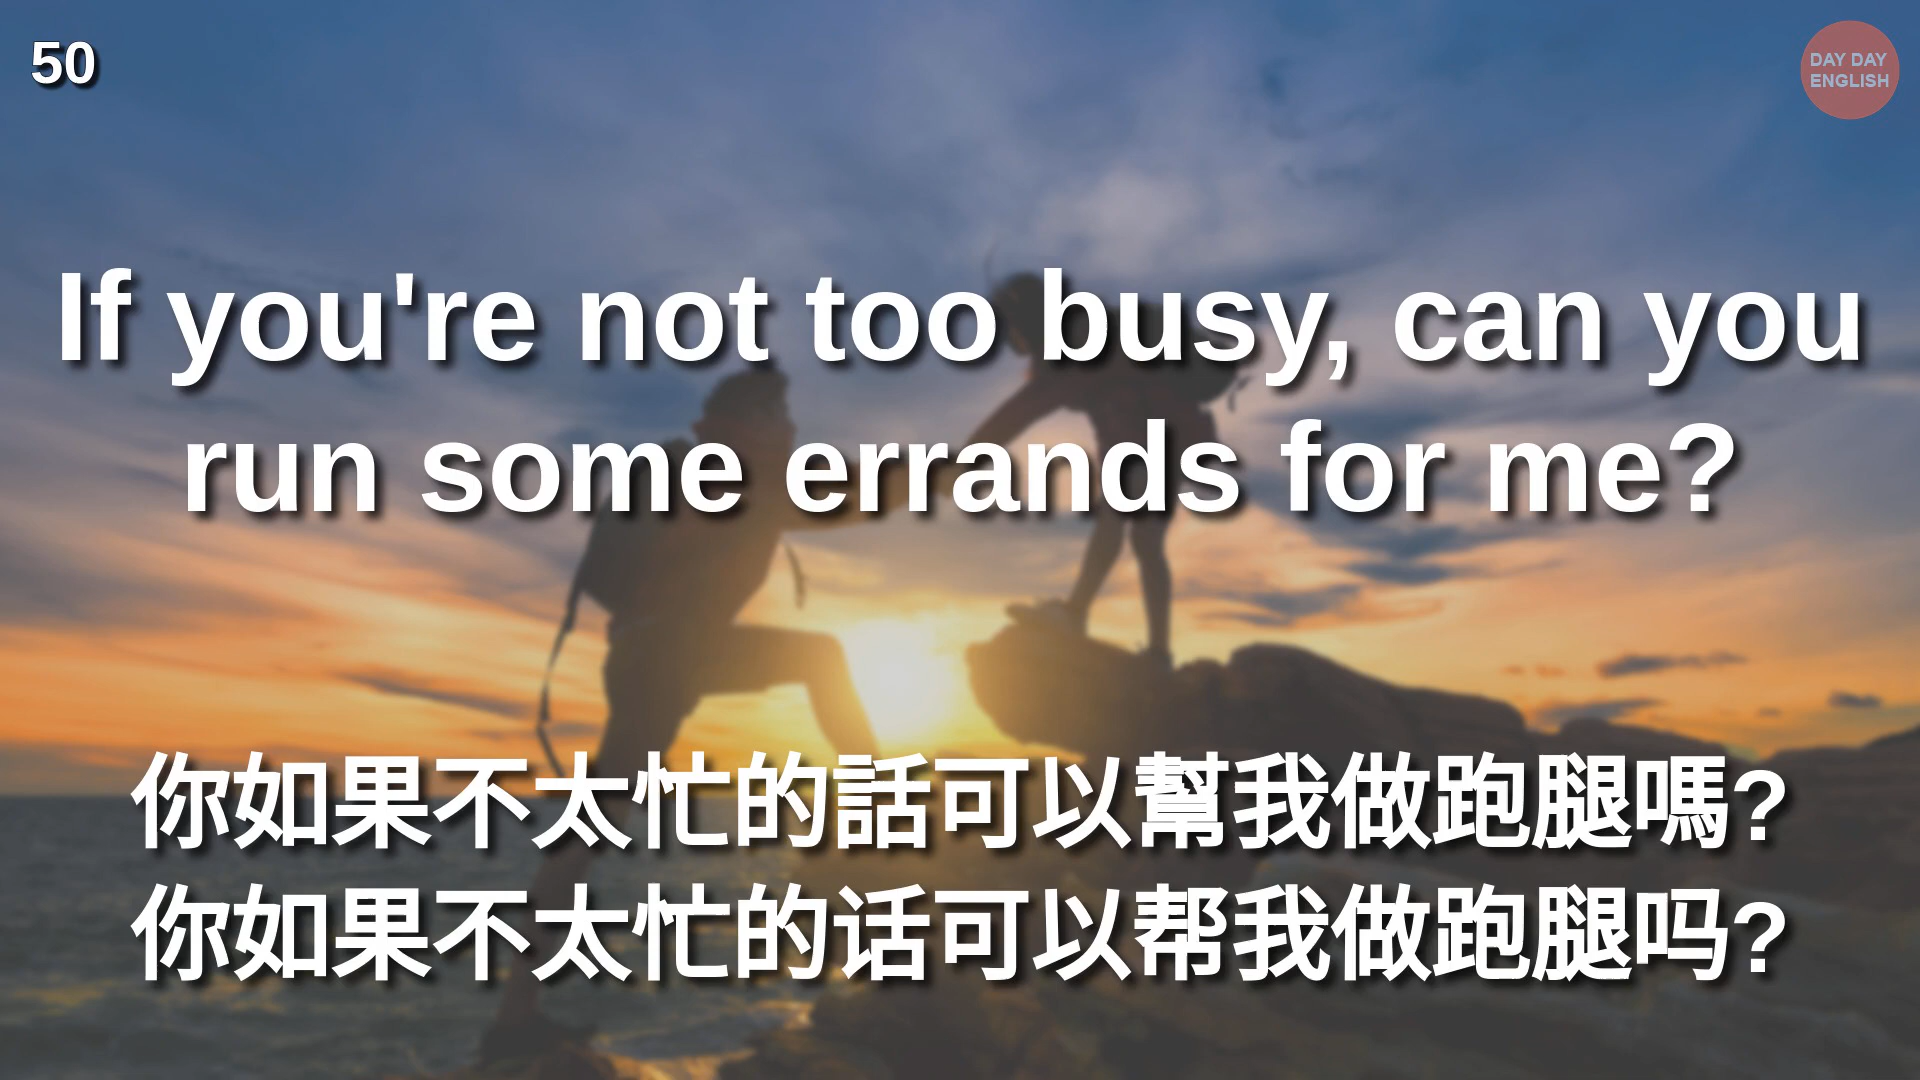 50
DAY DAY
ENGLISH
If you're not too busy, can you
run some errands for me?
你如果不太忙的話可以幫我做跑腿嗎?
你如果不太忙的话可以帮我做跑腿吗?